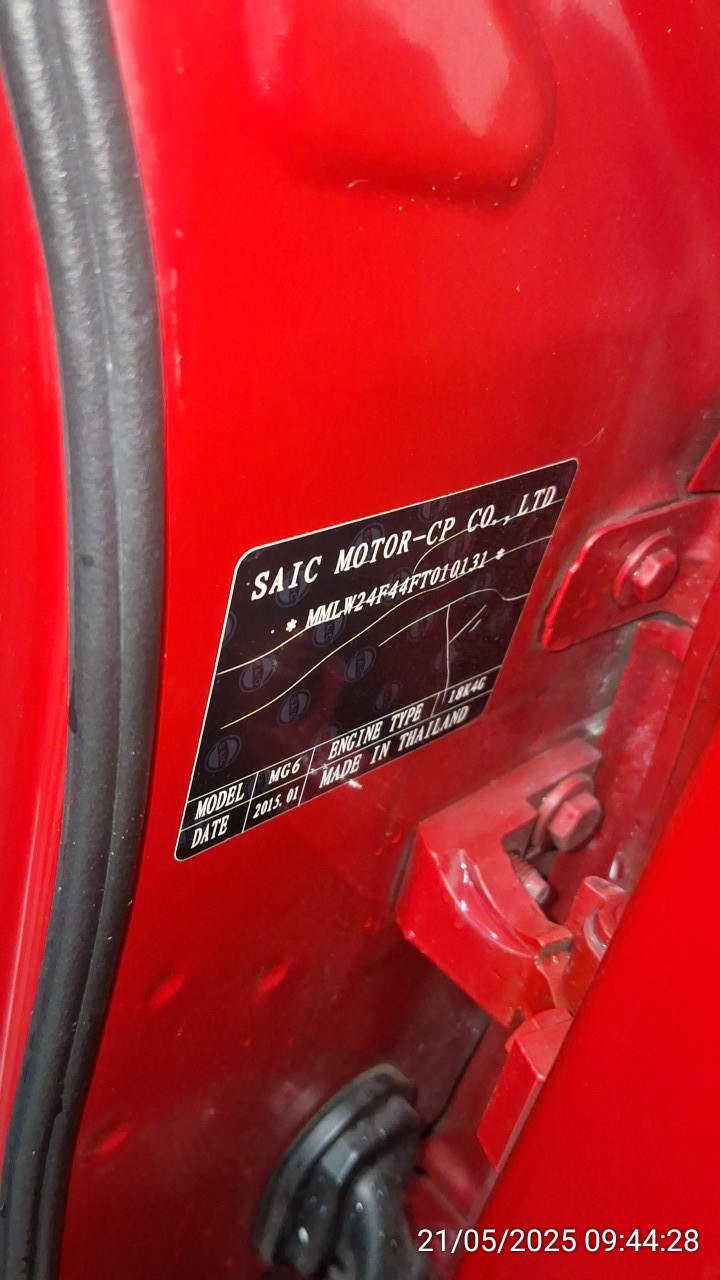 SAIC MOTOR-CP CO., LTD
* MMLW24F44FT010131 *
MODEL MG6 ENGINE TYPE 18K4G
DATE 2015.01 MADE IN THAILAND
21/05/2025 09:44:28